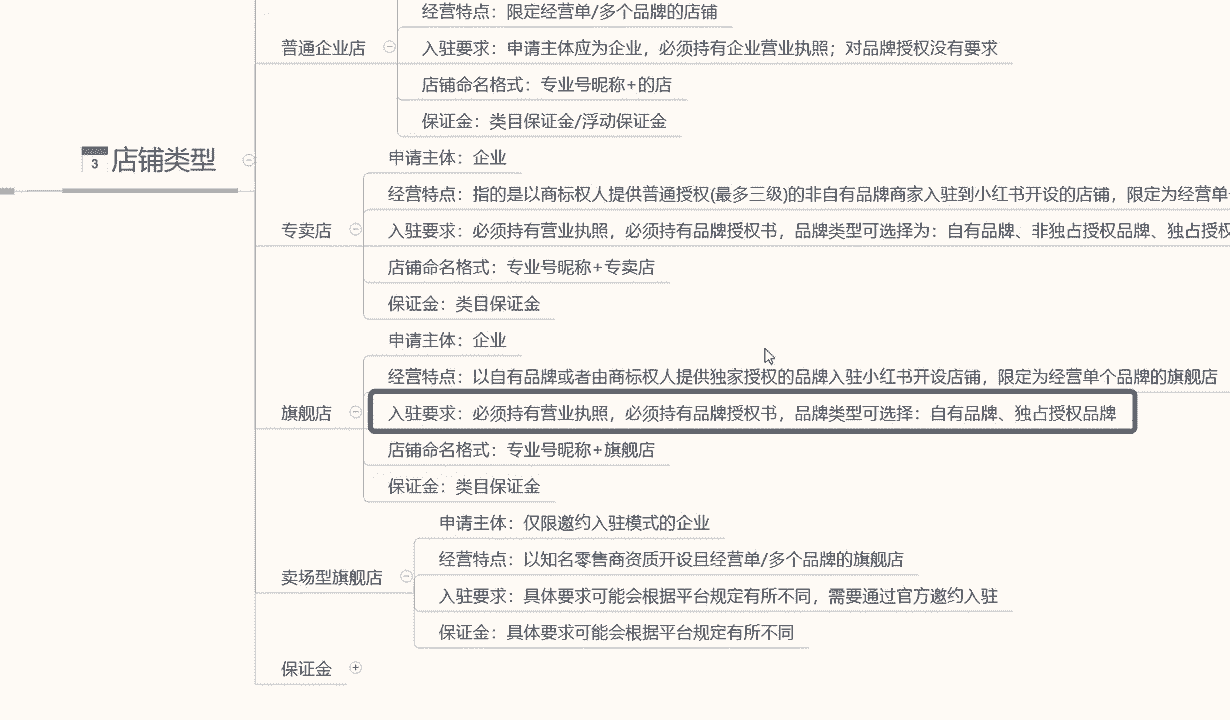 经营特点：限定经营单/多个品牌的店铺
普通企业店
入驻要求：申请主体应为企业，必须持有企业营业执照；对品牌授权没有要求
店铺命名格式：专业号昵称+的店
保证金：类目保证金/浮动保证金
3 店铺类型
申请主体：企业
经营特点：指的是以商标权人提供普通授权(最多三级)的非自有品牌商家入驻到小红书开设的店铺，限定为经营单
专卖店
入驻要求：必须持有营业执照，必须持有品牌授权书，品牌类型可选择为：自有品牌、非独占授权品牌、独占授权
店铺命名格式：专业号昵称+专卖店
保证金：类目保证金
申请主体：企业
经营特点：以自有品牌或者由商标权人提供独家授权的品牌入驻小红书开设店铺，限定为经营单个品牌的旗舰店
旗舰店
入驻要求：必须持有营业执照，必须持有品牌授权书，品牌类型可选择：自有品牌、独占授权品牌
店铺命名格式：专业号昵称+旗舰店
保证金：类目保证金
申请主体：仅限邀约入驻模式的企业
经营特点：以知名零售商资质开设且经营单/多个品牌的旗舰店
卖场型旗舰店
入驻要求：具体要求可能会根据平台规定有所不同，需要通过官方邀约入驻
保证金：具体要求可能会根据平台规定有所不同
保证金